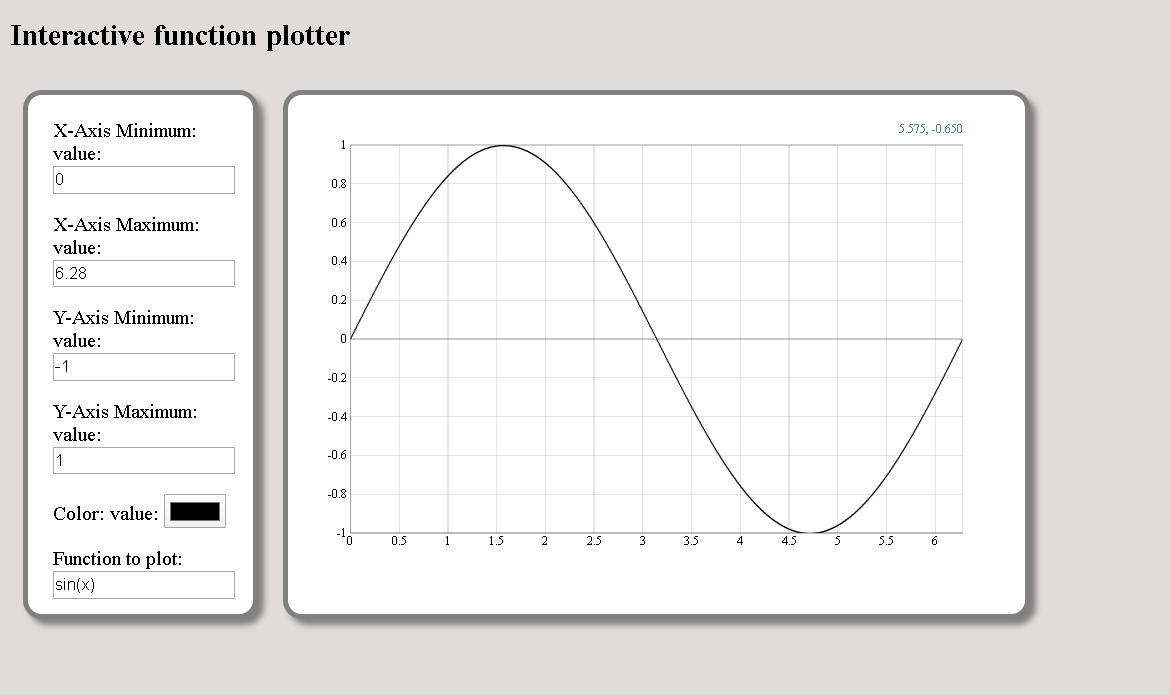 Interactive function plotter
X-Axis Minimum:
value:
0
X-Axis Maximum:
value:
6.28
Y-Axis Minimum:
value:
-1
Y-Axis Maximum:
value:
1
Color: value:
Function to plot:
sin(x)
5.575, -0.650
1
0.8
0.6
0.4
0.2
0
-0.2
-0.4
-0.6
-0.8
-1
0 0.5 1 1.5 2 2.5 3 3.5 4 4.5 5 5.5 6